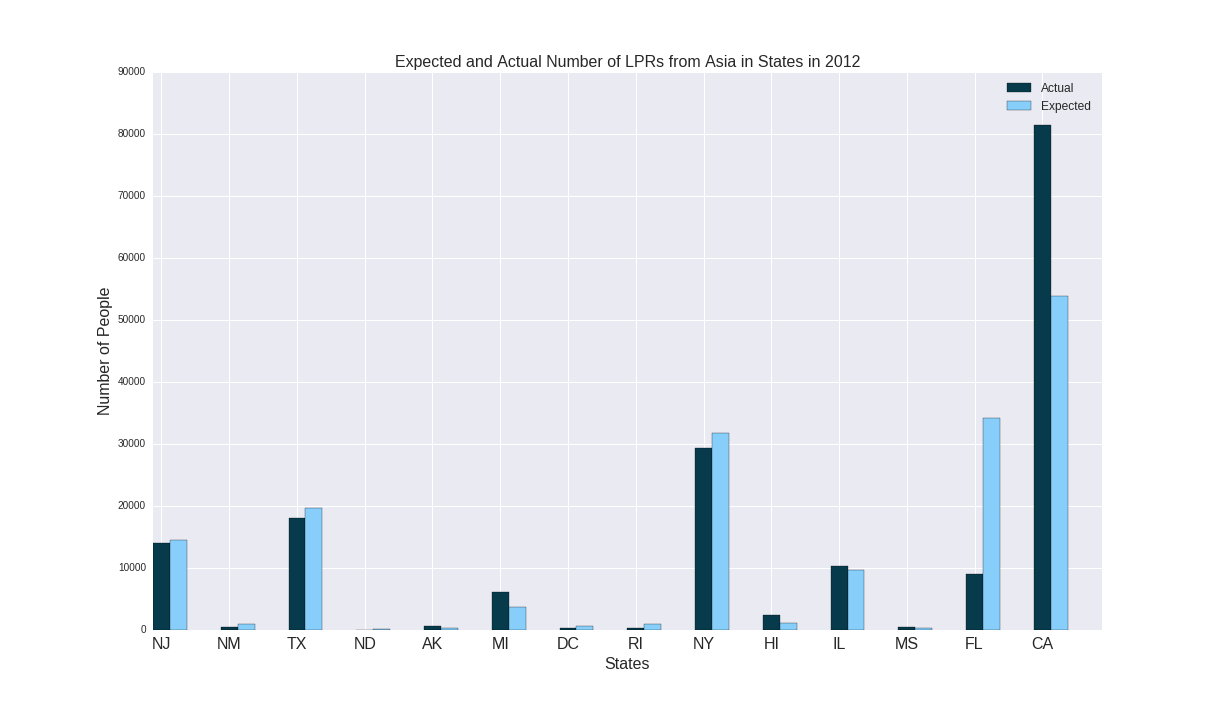 Expected and Actual Number of LPRs from Asia in States in 2012
Actual
Expected
90000
80000
70000
60000
50000
40000
30000
20000
10000
0
Number of People
NJ NM TX ND AK MI DC RI NY HI IL MS FL CA
States